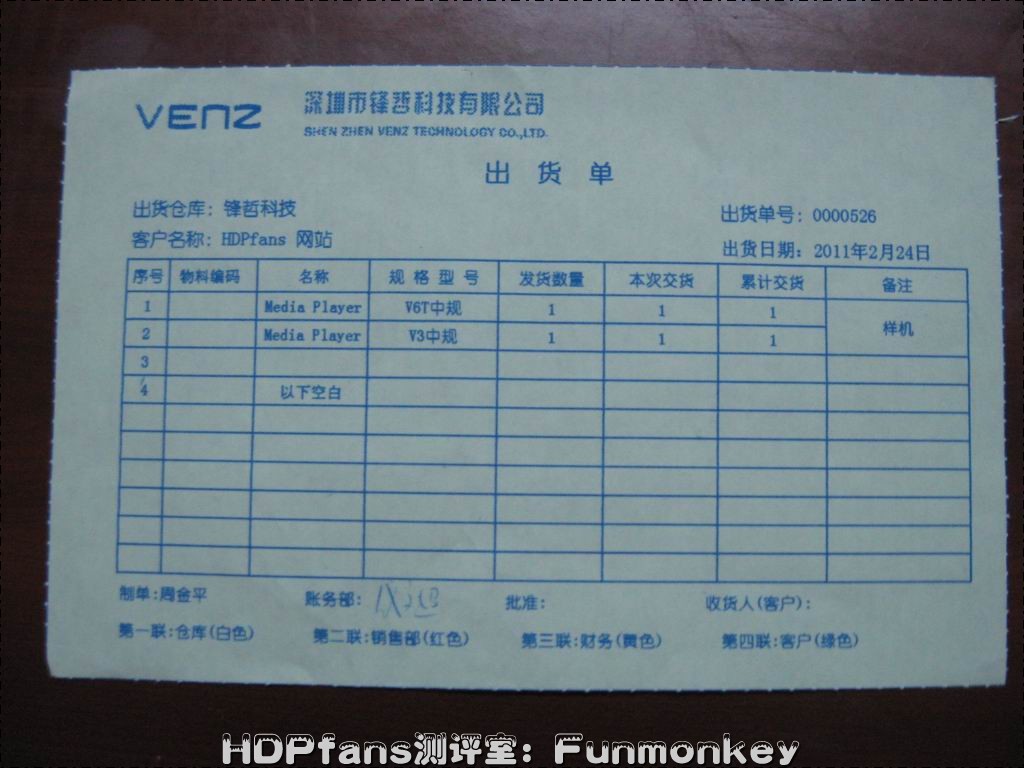 VENZ 深圳市锋哲科技有限公司
SHEN ZHEN VENZ TECHNOLOGY CO.,LTD.
出 货 单
出货仓库: 锋哲科技 出货单号: 0000526
客户名称: HDPfans 网站 出货日期: 2011年2月24日
序号 物料编码 名称 规格型号 发货数量 本次交货 累计交货 备注
1 Media Player V6T中规 1 1 1 样机
2 Media Player V3中规 1 1 1
3
4 以下空白
制单:周金平 账务部: 批准: 收货人(客户):
第一联:仓库(白色) 第二联:销售部(红色) 第三联:财务(黄色) 第四联:客户(绿色)
HDPfans测评室: Funmonkey